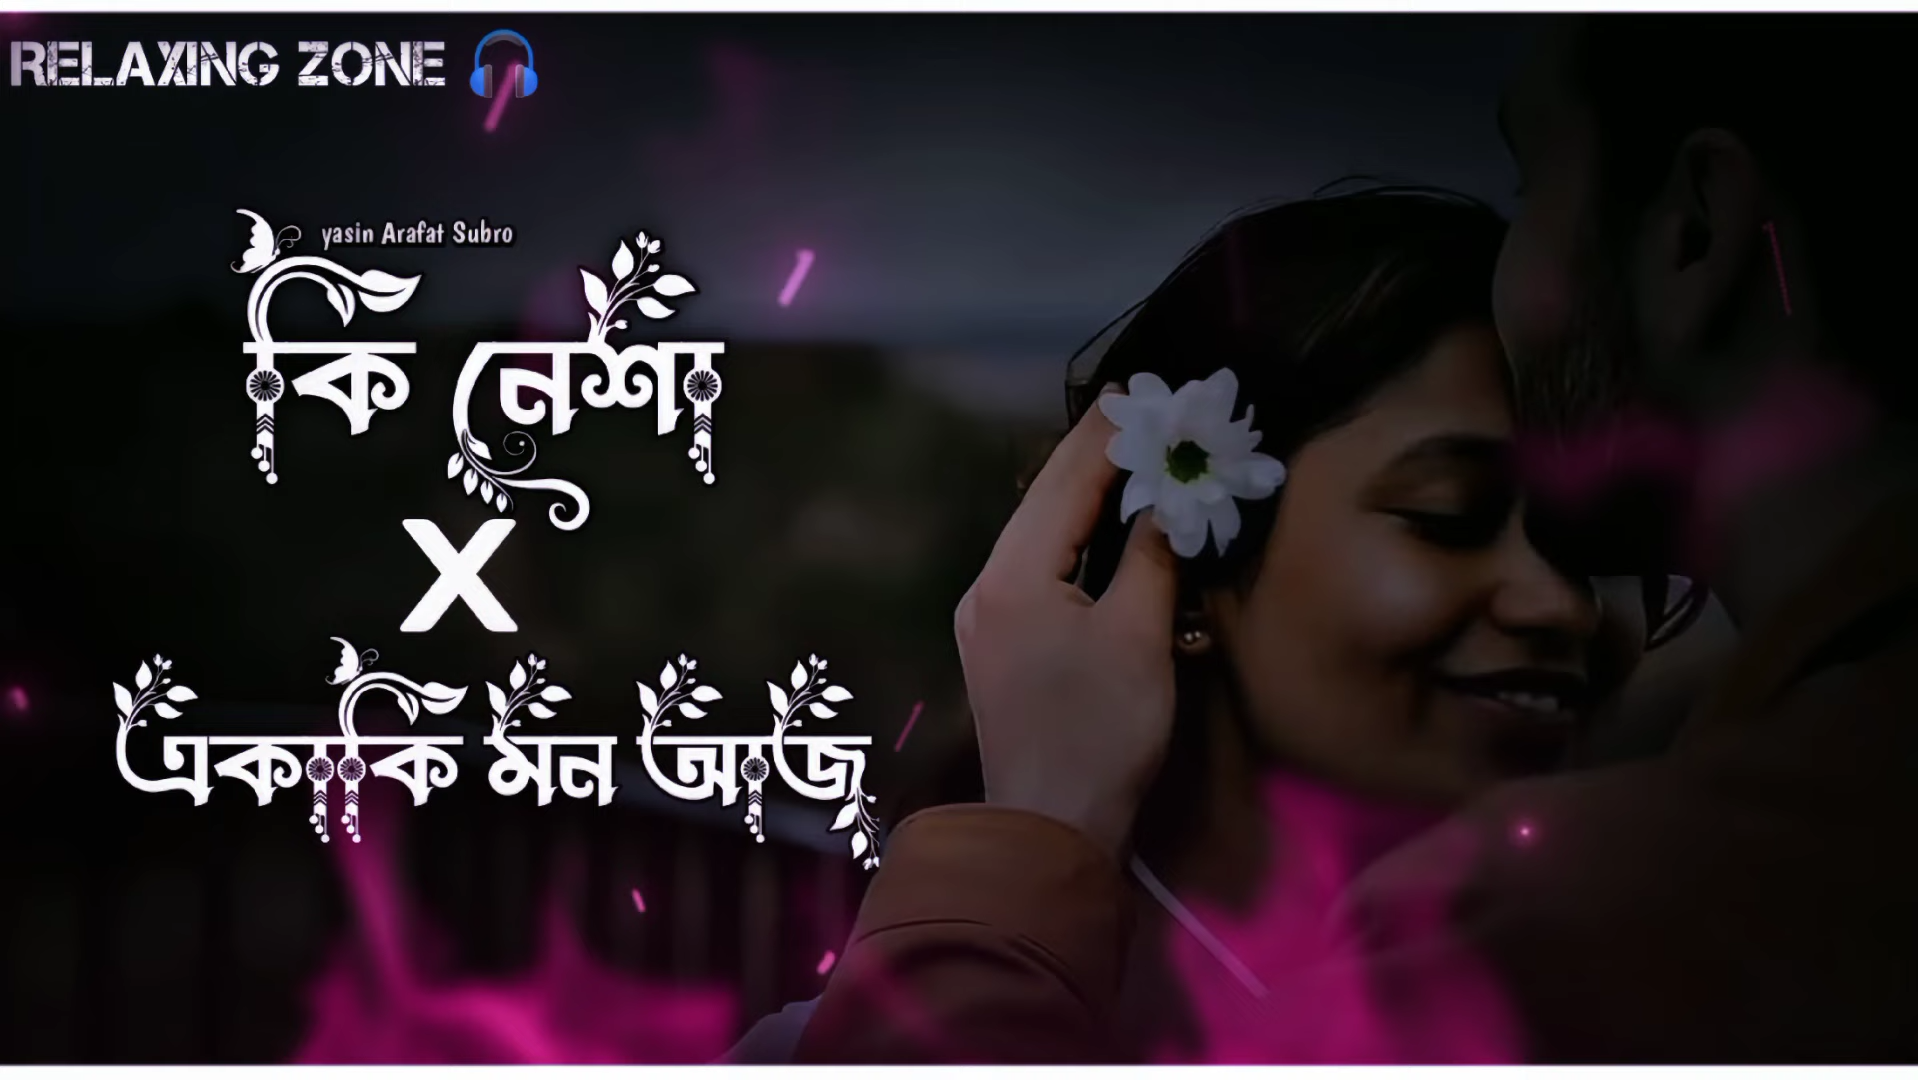 RELAXING ZONE
yasin Arafat Subro
কি নেশা
X
একাকি মন আজ